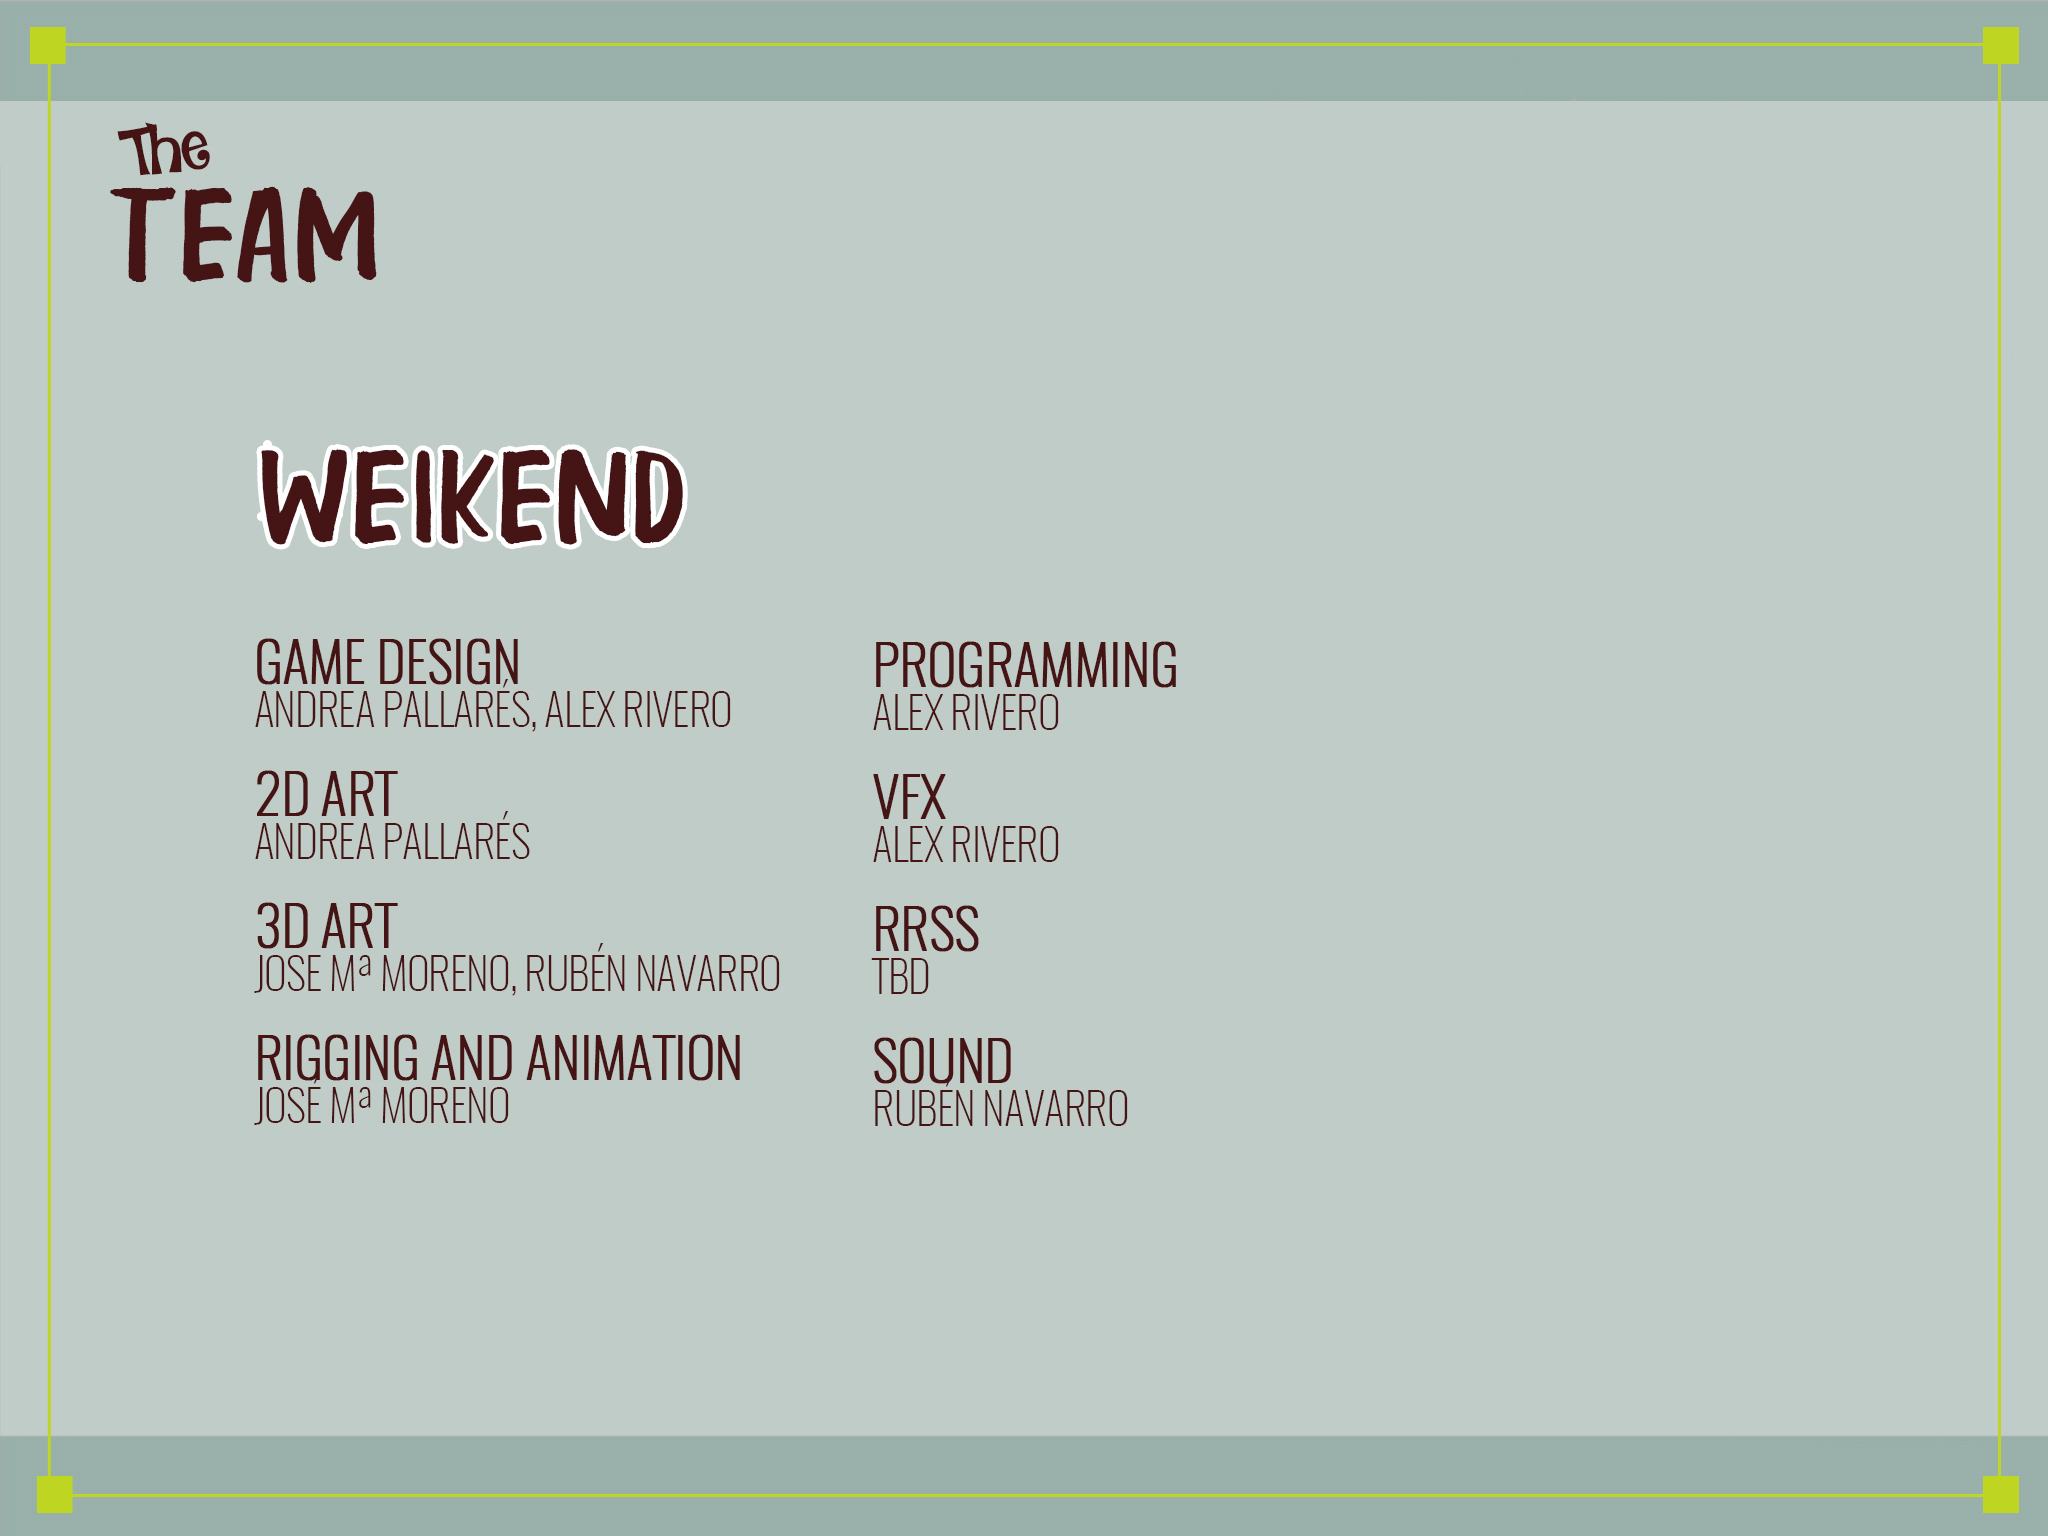 The
TEAM
WEIKEND
GAME DESIGN
ANDREA PALLARÉS, ALEX RIVERO
2D ART
ANDREA PALLARÉS
3D ART
JOSE Mª MORENO, RUBÉN NAVARRO
RIGGING AND ANIMATION
JOSÉ Mª MORENO
PROGRAMMING
ALEX RIVERO
VFX
ALEX RIVERO
RRSS
TBD
SOUND
RUBÉN NAVARRO